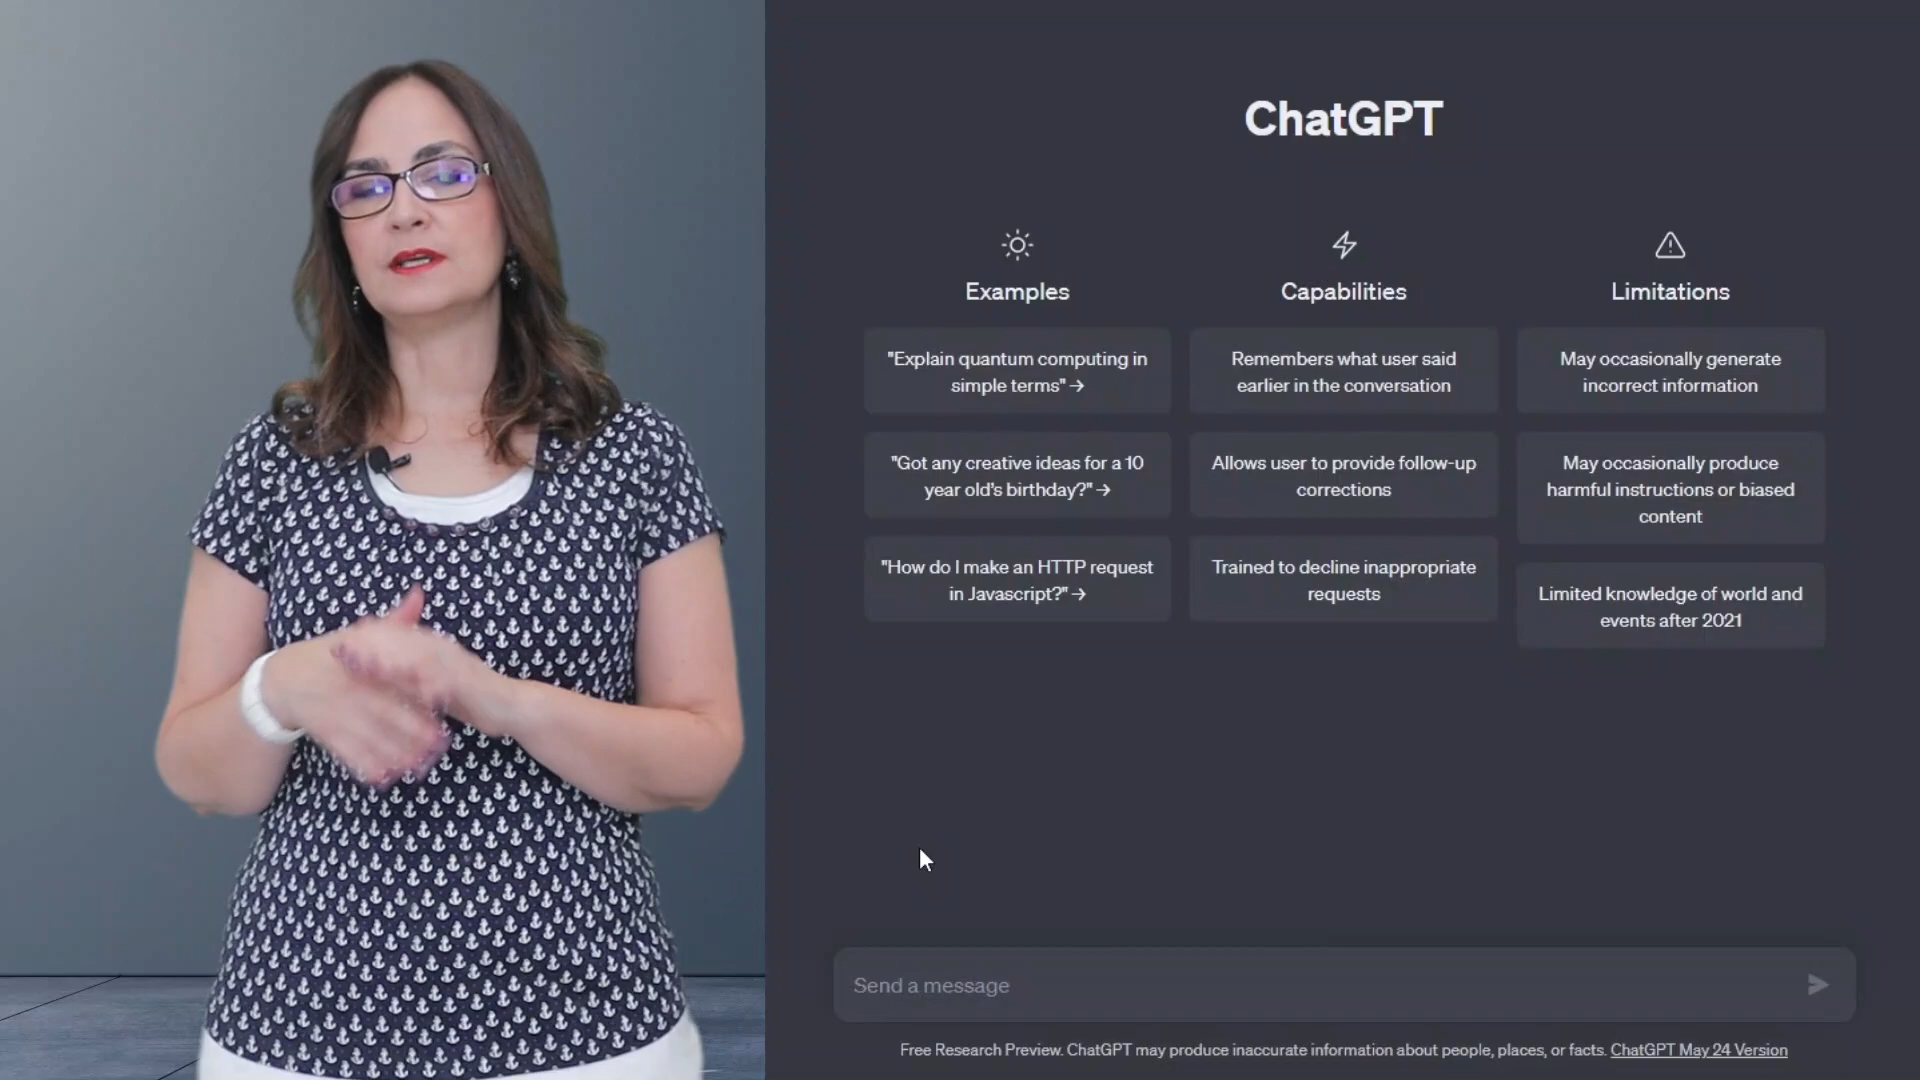 ChatGPT
Examples
"Explain quantum computing in
simple terms" →
"Got any creative ideas for a 10
year old's birthday?" →
"How do I make an HTTP request
in Javascript?" →
Capabilities
Remembers what user said
earlier in the conversation
Allows user to provide follow-up
corrections
Trained to decline inappropriate
requests
Limitations
May occasionally generate
incorrect information
May occasionally produce
harmful instructions or biased
content
Limited knowledge of world and
events after 2021
Send a message
Free Research Preview. ChatGPT may produce inaccurate information about people, places, or facts. ChatGPT May 24 Version